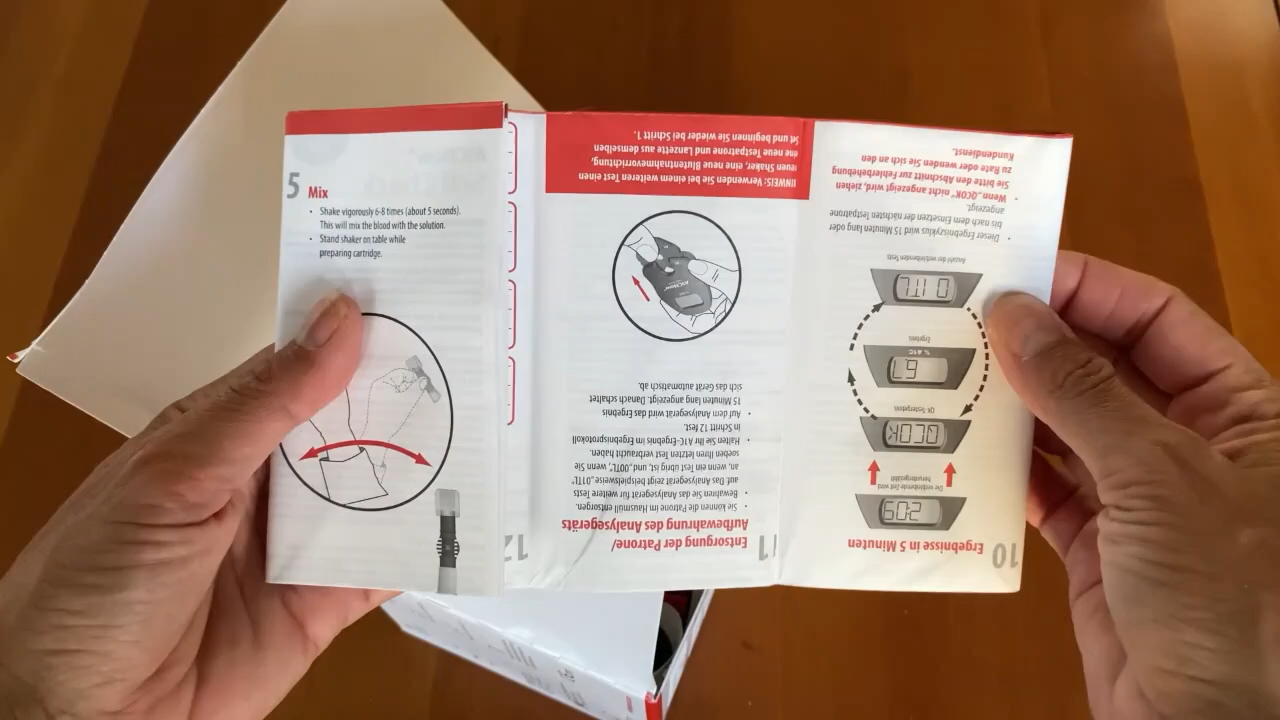 5
Mix
• Shake vigorously 6-8 times (about 5 seconds).
This will mix the blood with the solution.
• Stand shaker on table while
preparing cartridge.
10
Ergebnisse in 5 Minuten
2:09
Die verbleibende Zeit wird
heruntergezählt
QCOK
QK-Testergebnis
6.7
% A1C
Ergebnis
01TL
Anzahl der verbleibenden Tests
• Dieser Ergebniszyklus wird 15 Minuten lang oder
bis nach dem Einsetzen der nächsten Testpatrone
angezeigt.
• Wenn „QCOK" nicht angezeigt wird, ziehen
Sie bitte den Abschnitt zur Fehlerbehebung
zu Rate oder wenden Sie sich an den
Kundendienst.
11
Entsorgung der Patrone/
Aufbewahrung des Analysegeräts
• Sie können die Patrone im Hausmüll entsorgen.
• Bewahren Sie das Analysegerät für weitere Tests
auf. Das Analysegerät zeigt beispielsweise „01TL"
an, wenn ein Test übrig ist, und „00TL", wenn Sie
soeben Ihren letzten Test verbraucht haben.
• Halten Sie Ihr A1C-Ergebnis im Ergebnisprotokoll
in Schritt 12 fest.
• Auf dem Analysegerät wird das Ergebnis
15 Minuten lang angezeigt. Danach schaltet
sich das Gerät automatisch ab.
A1CNow
HINWEIS: Verwenden Sie bei einem weiteren Test einen
neuen Shaker, eine neue Blutentnahmevorrichtung,
eine neue Testpatrone und Lanzette aus demselben
Set und beginnen Sie wieder bei Schritt 1.
12